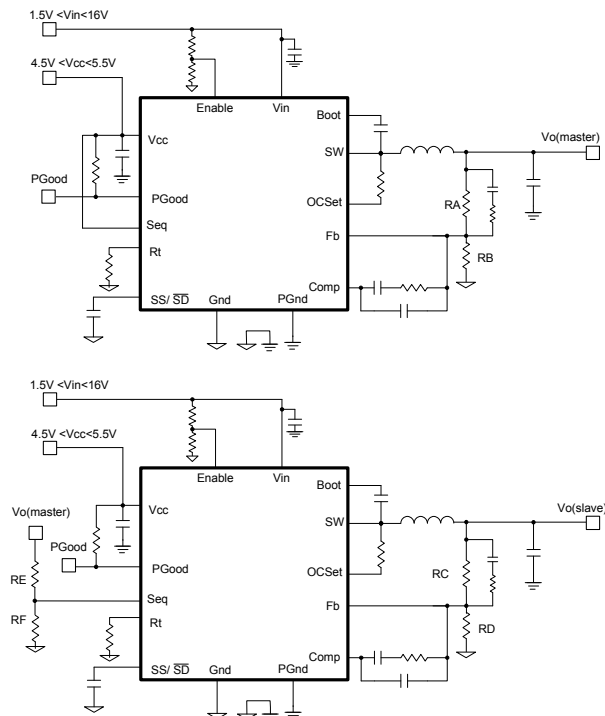 1.5V <Vin<16V
4.5V <Vcc<5.5V
Enable Vin
Boot
Vcc
SW
Vo(master)
PGood
PGood
OCSet
RA
Seq
Fb
Rt
RB
Comp
SS/ SD Gnd PGnd
1.5V <Vin<16V
4.5V <Vcc<5.5V
Enable Vin
Boot
Vo(master)
Vcc
SW
Vo(slave)
PGood
PGood
OCSet
RC
RE
Seq
Fb
RF
Rt
RD
Comp
SS/ SD Gnd PGnd